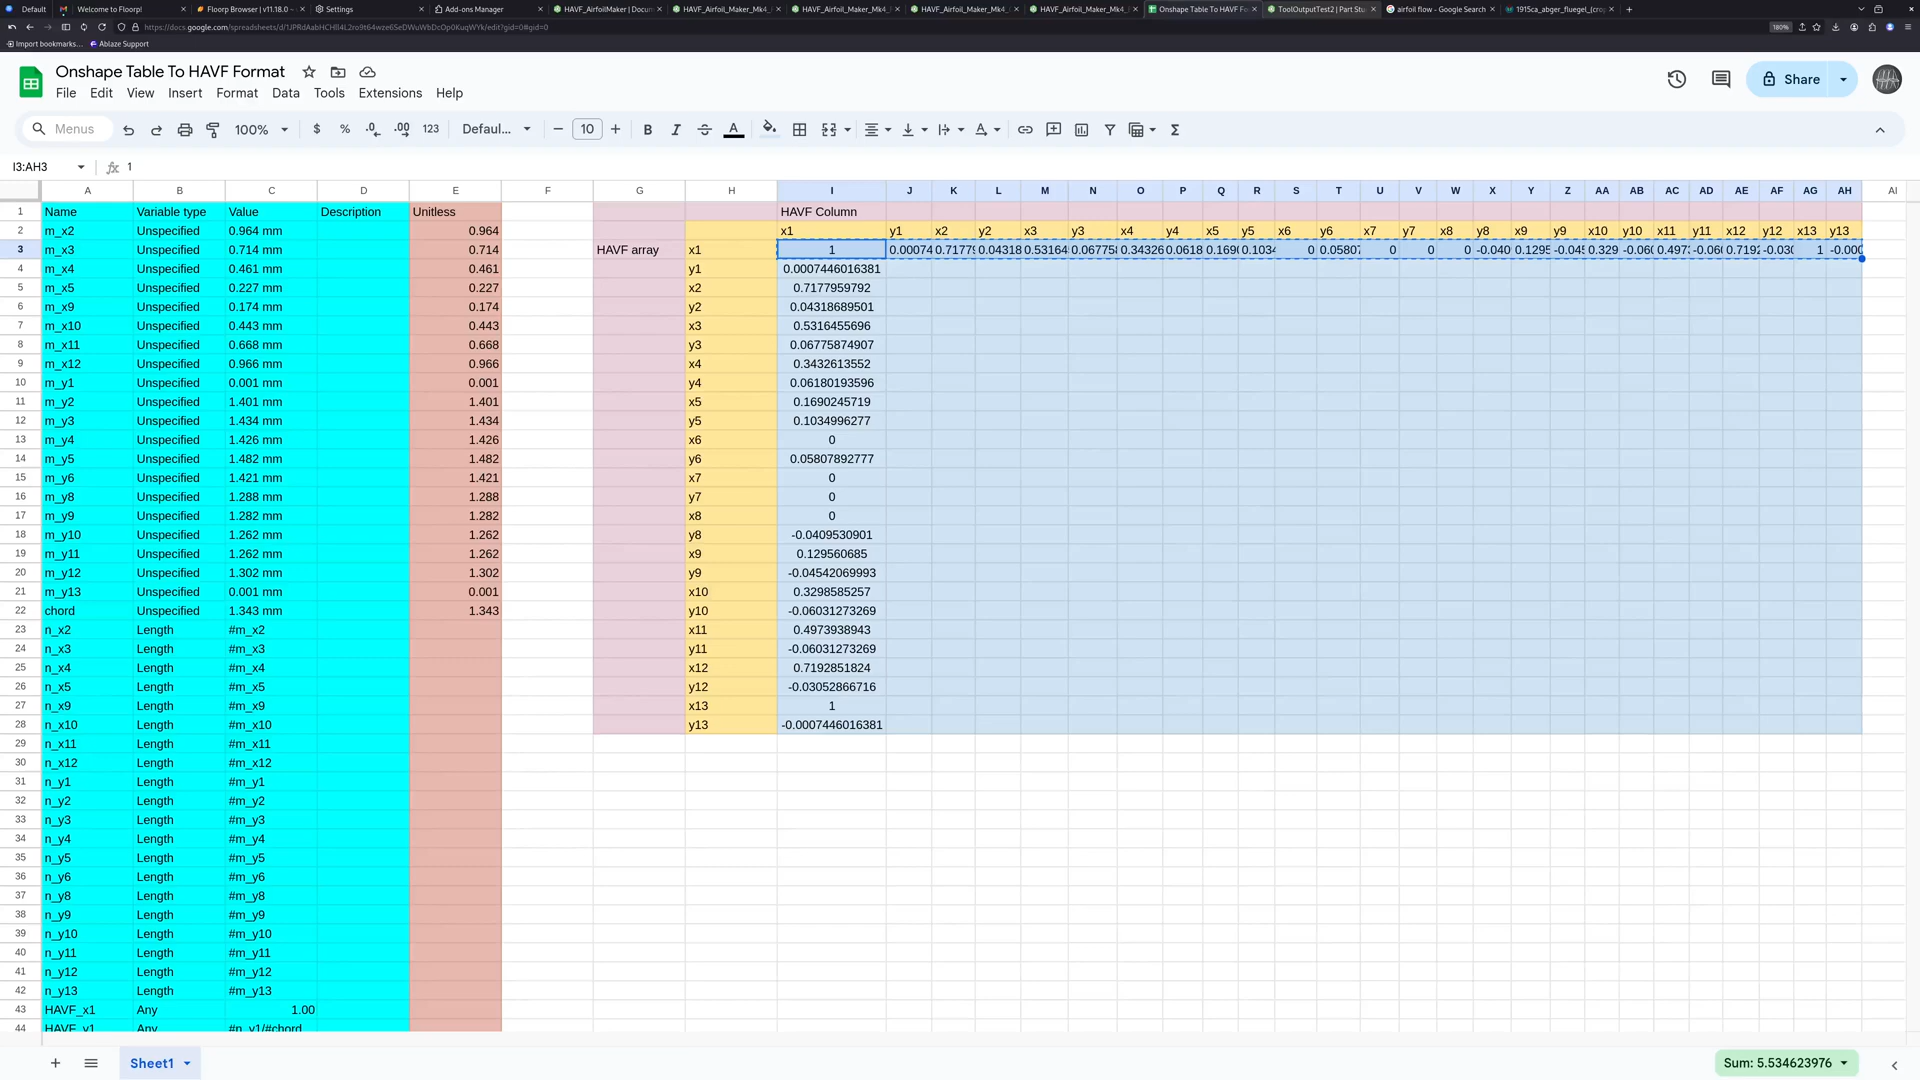 Default Welcome to Floorp! Floorp Browser | v11.18.0 - Settings Add-ons Manager HAVF_AirfoilMaker | Docum HAVF_Airfoil_Maker_Mk4_ HAVF_Airfoil_Maker_Mk4_ HAVF_Airfoil_Maker_Mk4_ HAVF_Airfoil_Maker_Mk4_ Onshape Table To HAVF Fo ToolOutputTest2 | Part Stu airfoil flow - Google Search 1915ca_abger_fluegel_(cro
180%
Import bookmarks... Ablaze Support
Onshape Table To HAVF Format
Share
File Edit View Insert Format Data Tools Extensions Help
Menus 100% $ % .0 .00 123 Defaul... 10 B I A
I3:AH3 fx 1
A B C D E F G H I J K L M N O P Q R S T U V W X Y Z AA AB AC AD AE AF AG AH AI
1 Name Variable type Value Description Unitless HAVF Column
2 m_x2 Unspecified 0.964 mm 0.964 x1 y1 x2 y2 x3 y3 x4 y4 x5 y5 x6 y6 x7 y7 x8 y8 x9 y9 x10 y10 x11 y11 x12 y12 x13 y13
3 m_x3 Unspecified 0.714 mm 0.714 HAVF array x1 1 0.00074 0.7177 0.04318 0.53164 0.06775 0.34326 0.0618 0.169 0.1034 0 0.0580 0 0 0 -0.040 0.1295 -0.045 0.329 -0.060 0.497 -0.060 0.7192 -0.030 1 -0.000
4 m_x4 Unspecified 0.461 mm 0.461 y1 0.0007446016381
5 m_x5 Unspecified 0.227 mm 0.227 x2 0.7177959792
6 m_x9 Unspecified 0.174 mm 0.174 y2 0.04318689501
7 m_x10 Unspecified 0.443 mm 0.443 x3 0.5316455696
8 m_x11 Unspecified 0.668 mm 0.668 y3 0.06775874907
9 m_x12 Unspecified 0.966 mm 0.966 x4 0.3432613552
10 m_y1 Unspecified 0.001 mm 0.001 y4 0.06180193596
11 m_y2 Unspecified 1.401 mm 1.401 x5 0.1690245719
12 m_y3 Unspecified 1.434 mm 1.434 y5 0.1034996277
13 m_y4 Unspecified 1.426 mm 1.426 x6 0
14 m_y5 Unspecified 1.482 mm 1.482 y6 0.05807892777
15 m_y6 Unspecified 1.421 mm 1.421 x7 0
16 m_y8 Unspecified 1.288 mm 1.288 y7 0
17 m_y9 Unspecified 1.282 mm 1.282 x8 0
18 m_y10 Unspecified 1.262 mm 1.262 y8 -0.0409530901
19 m_y11 Unspecified 1.262 mm 1.262 x9 0.129560685
20 m_y12 Unspecified 1.302 mm 1.302 y9 -0.04542069993
21 m_y13 Unspecified 0.001 mm 0.001 x10 0.3298585257
22 chord Unspecified 1.343 mm 1.343 y10 -0.06031273269
23 n_x2 Length #m_x2 x11 0.4973938943
24 n_x3 Length #m_x3 y11 -0.06031273269
25 n_x4 Length #m_x4 x12 0.7192851824
26 n_x5 Length #m_x5 y12 -0.03052866716
27 n_x9 Length #m_x9 x13 1
28 n_x10 Length #m_x10 y13 -0.0007446016381
29 n_x11 Length #m_x11
30 n_x12 Length #m_x12
31 n_y1 Length #m_y1
32 n_y2 Length #m_y2
33 n_y3 Length #m_y3
34 n_y4 Length #m_y4
35 n_y5 Length #m_y5
36 n_y6 Length #m_y6
37 n_y8 Length #m_y8
38 n_y9 Length #m_y9
39 n_y10 Length #m_y10
40 n_y11 Length #m_y11
41 n_y12 Length #m_y12
42 n_y13 Length #m_y13
43 HAVF_x1 Any 1.00
44 HAVF_y1 Any #n_y1/#chord
Sheet1
Sum: 5.534623976